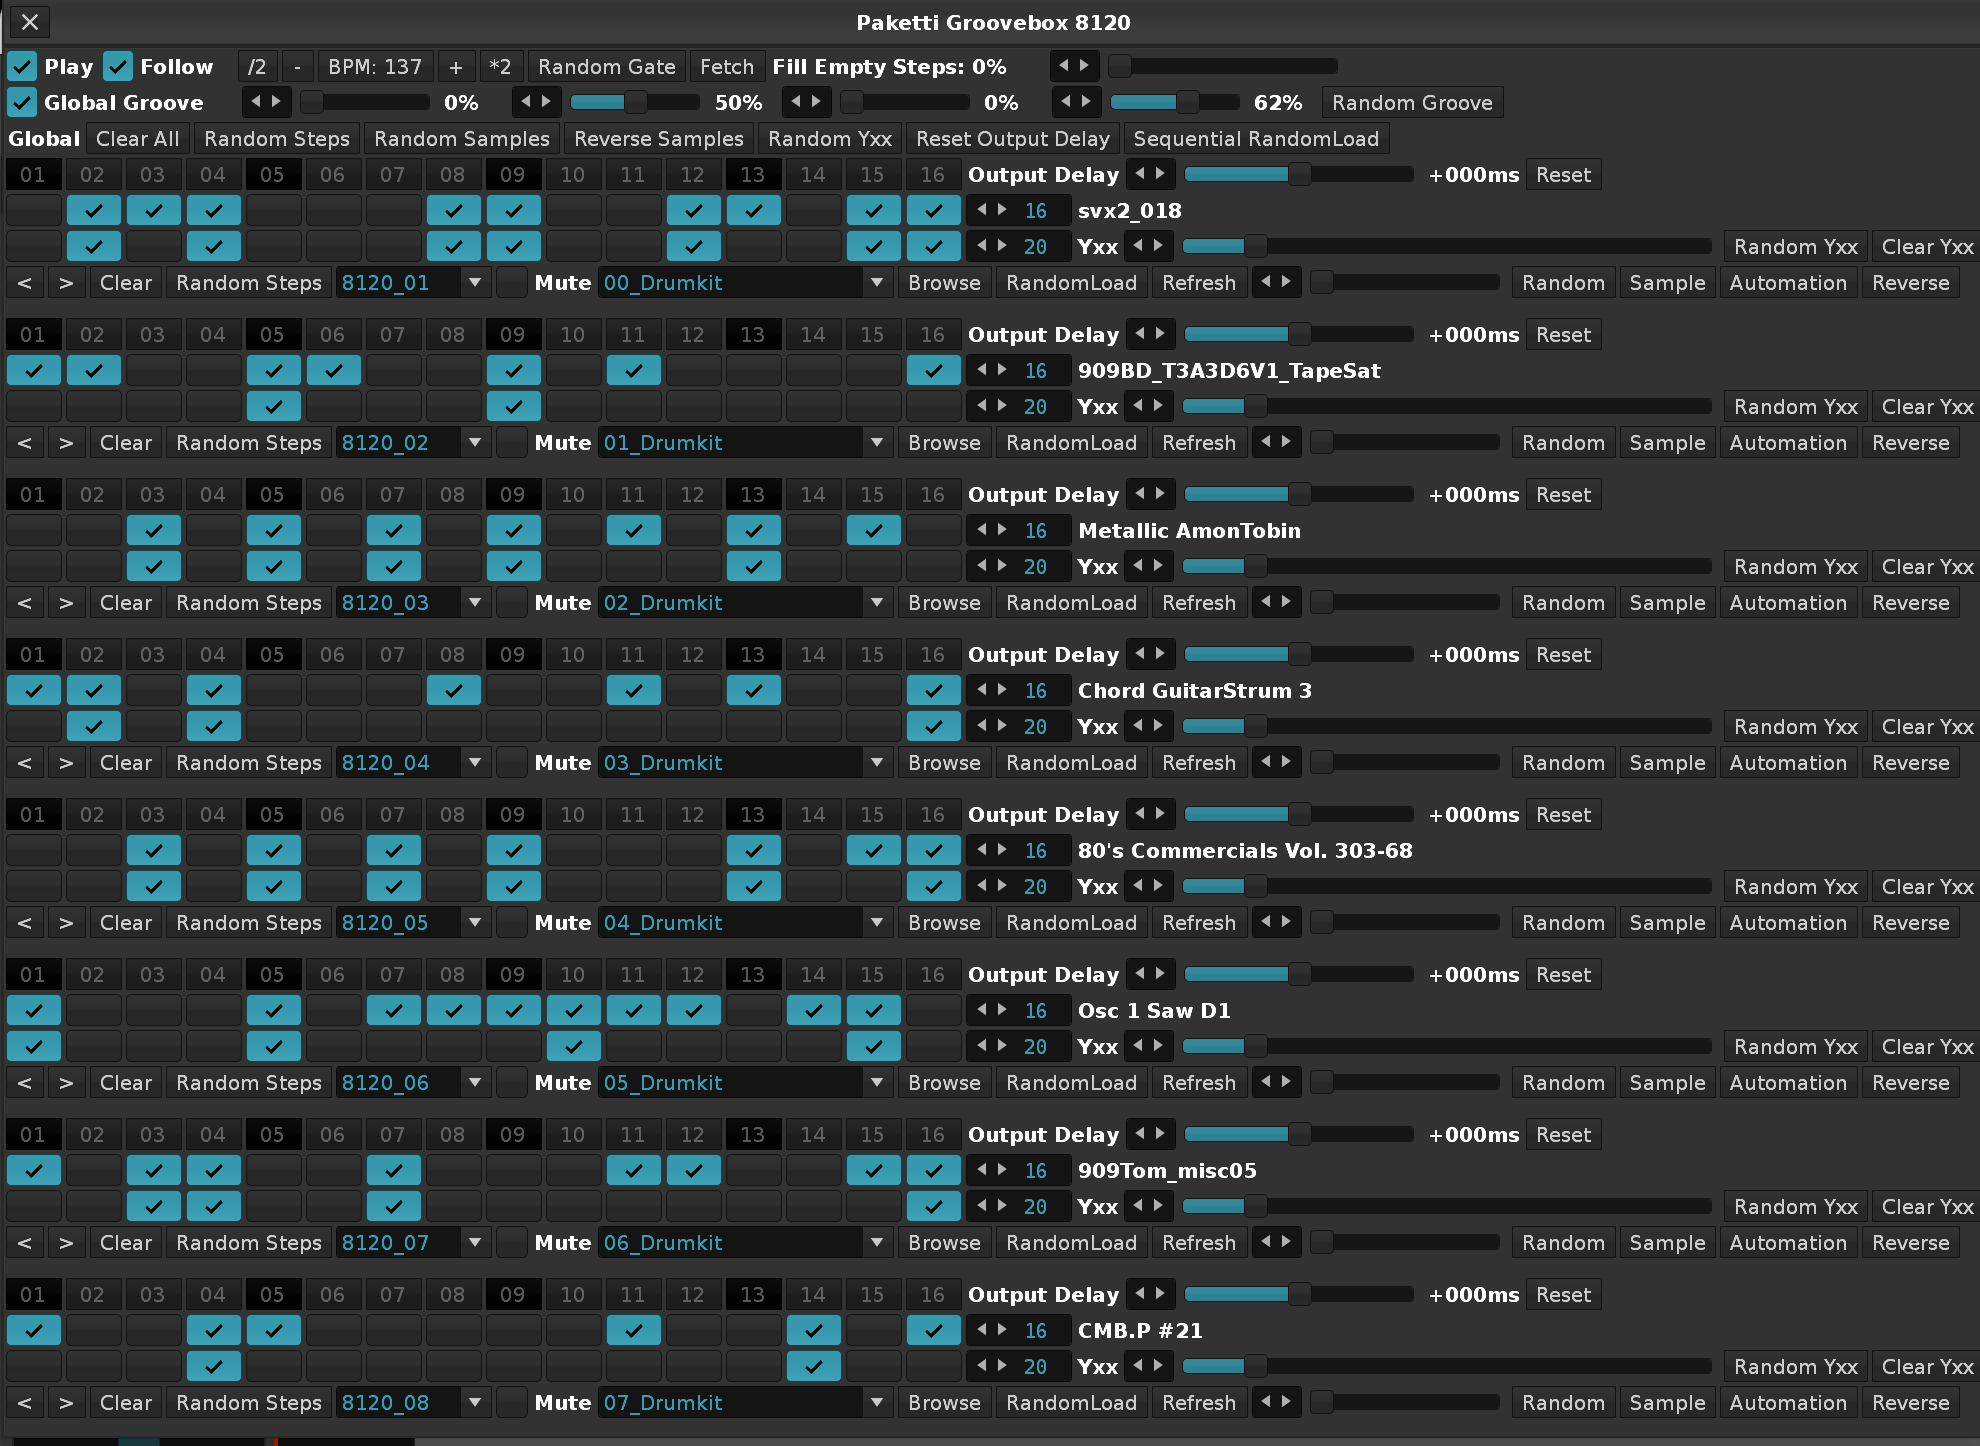 Paketti Groovebox 8120
Play Follow /2 - BPM: 137 + *2 Random Gate Fetch Fill Empty Steps: 0%
Global Groove 0% 50% 0% 62% Random Groove
Global Clear All Random Steps Random Samples Reverse Samples Random Yxx Reset Output Delay Sequential RandomLoad
01 02 03 04 05 06 07 08 09 10 11 12 13 14 15 16 Output Delay +000ms Reset
16 svx2_018
20 Yxx Random Yxx Clear Yxx
< > Clear Random Steps 8120_01 Mute 00_Drumkit Browse RandomLoad Refresh Random Sample Automation Reverse
01 02 03 04 05 06 07 08 09 10 11 12 13 14 15 16 Output Delay +000ms Reset
16 909BD_T3A3D6V1_TapeSat
20 Yxx Random Yxx Clear Yxx
< > Clear Random Steps 8120_02 Mute 01_Drumkit Browse RandomLoad Refresh Random Sample Automation Reverse
01 02 03 04 05 06 07 08 09 10 11 12 13 14 15 16 Output Delay +000ms Reset
16 Metallic AmonTobin
20 Yxx Random Yxx Clear Yxx
< > Clear Random Steps 8120_03 Mute 02_Drumkit Browse RandomLoad Refresh Random Sample Automation Reverse
01 02 03 04 05 06 07 08 09 10 11 12 13 14 15 16 Output Delay +000ms Reset
16 Chord GuitarStrum 3
20 Yxx Random Yxx Clear Yxx
< > Clear Random Steps 8120_04 Mute 03_Drumkit Browse RandomLoad Refresh Random Sample Automation Reverse
01 02 03 04 05 06 07 08 09 10 11 12 13 14 15 16 Output Delay +000ms Reset
16 80's Commercials Vol. 303-68
20 Yxx Random Yxx Clear Yxx
< > Clear Random Steps 8120_05 Mute 04_Drumkit Browse RandomLoad Refresh Random Sample Automation Reverse
01 02 03 04 05 06 07 08 09 10 11 12 13 14 15 16 Output Delay +000ms Reset
16 Osc 1 Saw D1
20 Yxx Random Yxx Clear Yxx
< > Clear Random Steps 8120_06 Mute 05_Drumkit Browse RandomLoad Refresh Random Sample Automation Reverse
01 02 03 04 05 06 07 08 09 10 11 12 13 14 15 16 Output Delay +000ms Reset
16 909Tom_misc05
20 Yxx Random Yxx Clear Yxx
< > Clear Random Steps 8120_07 Mute 06_Drumkit Browse RandomLoad Refresh Random Sample Automation Reverse
01 02 03 04 05 06 07 08 09 10 11 12 13 14 15 16 Output Delay +000ms Reset
16 CMB.P #21
20 Yxx Random Yxx Clear Yxx
< > Clear Random Steps 8120_08 Mute 07_Drumkit Browse RandomLoad Refresh Random Sample Automation Reverse